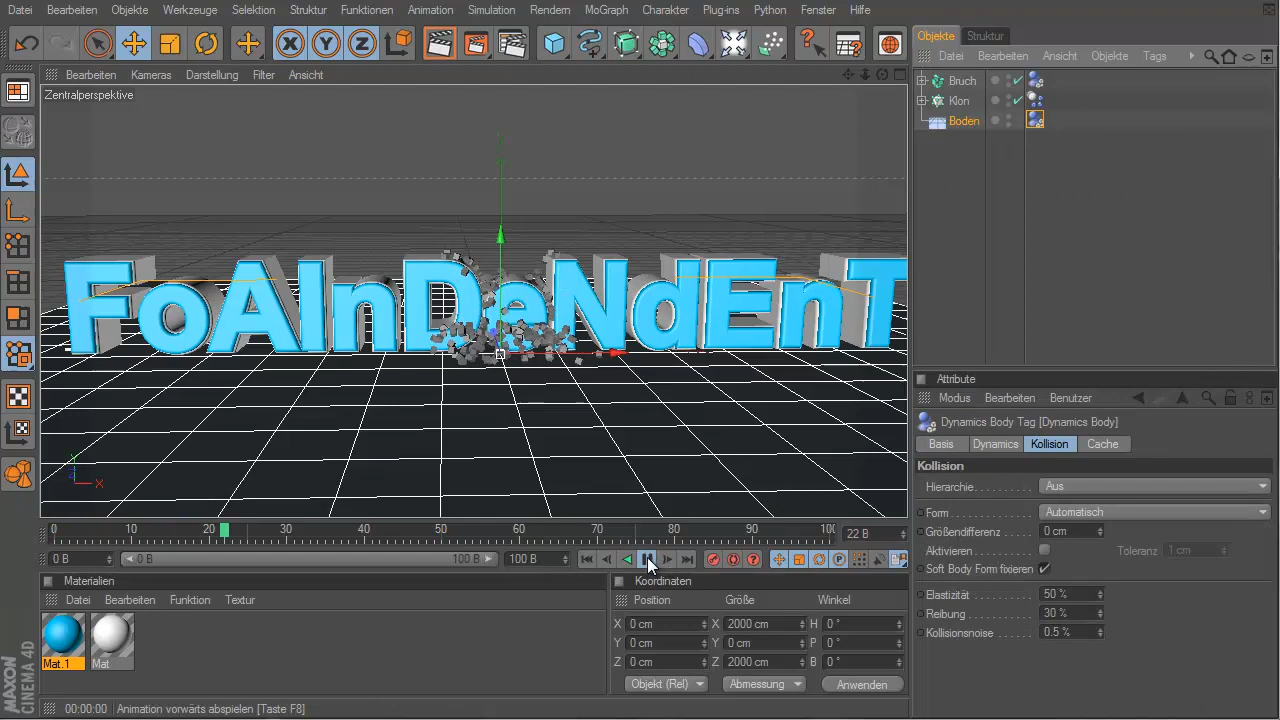 Datei Bearbeiten Objekte Werkzeuge Selektion Struktur Funktionen Animation Simulation Rendern MoGraph Charakter Plug-ins Python Fenster Hilfe
Objekte Struktur
Datei Bearbeiten Ansicht Objekte Tags
Bearbeiten Kameras Darstellung Filter Ansicht
Zentralperspektive
Bruch
Klon
Boden
FoAInDeNdEnT
Y
Z
X
Attribute
Modus Bearbeiten Benutzer
Dynamics Body Tag [Dynamics Body]
Basis Dynamics Kollision Cache
Kollision
Hierarchie Aus
Form Automatisch
Größendifferenz 0 cm
Aktivieren Toleranz 1 cm
Soft Body Form fixieren
Elastizität 50 %
Reibung 30 %
Kollisionsnoise 0.5 %
0 10 20 30 40 50 60 70 80 90 100 22 B
0 B 0 B 100 B 100 B
Materialien
Datei Bearbeiten Funktion Textur
Mat.1 Mat
Koordinaten
Position Größe Winkel
X 0 cm X 2000 cm H 0 °
Y 0 cm Y 0 cm P 0 °
Z 0 cm Z 2000 cm B 0 °
Objekt (Rel) Abmessung Anwenden
MAXON
CINEMA 4D
00:00:00 Animation vorwärts abspielen [Taste F8]